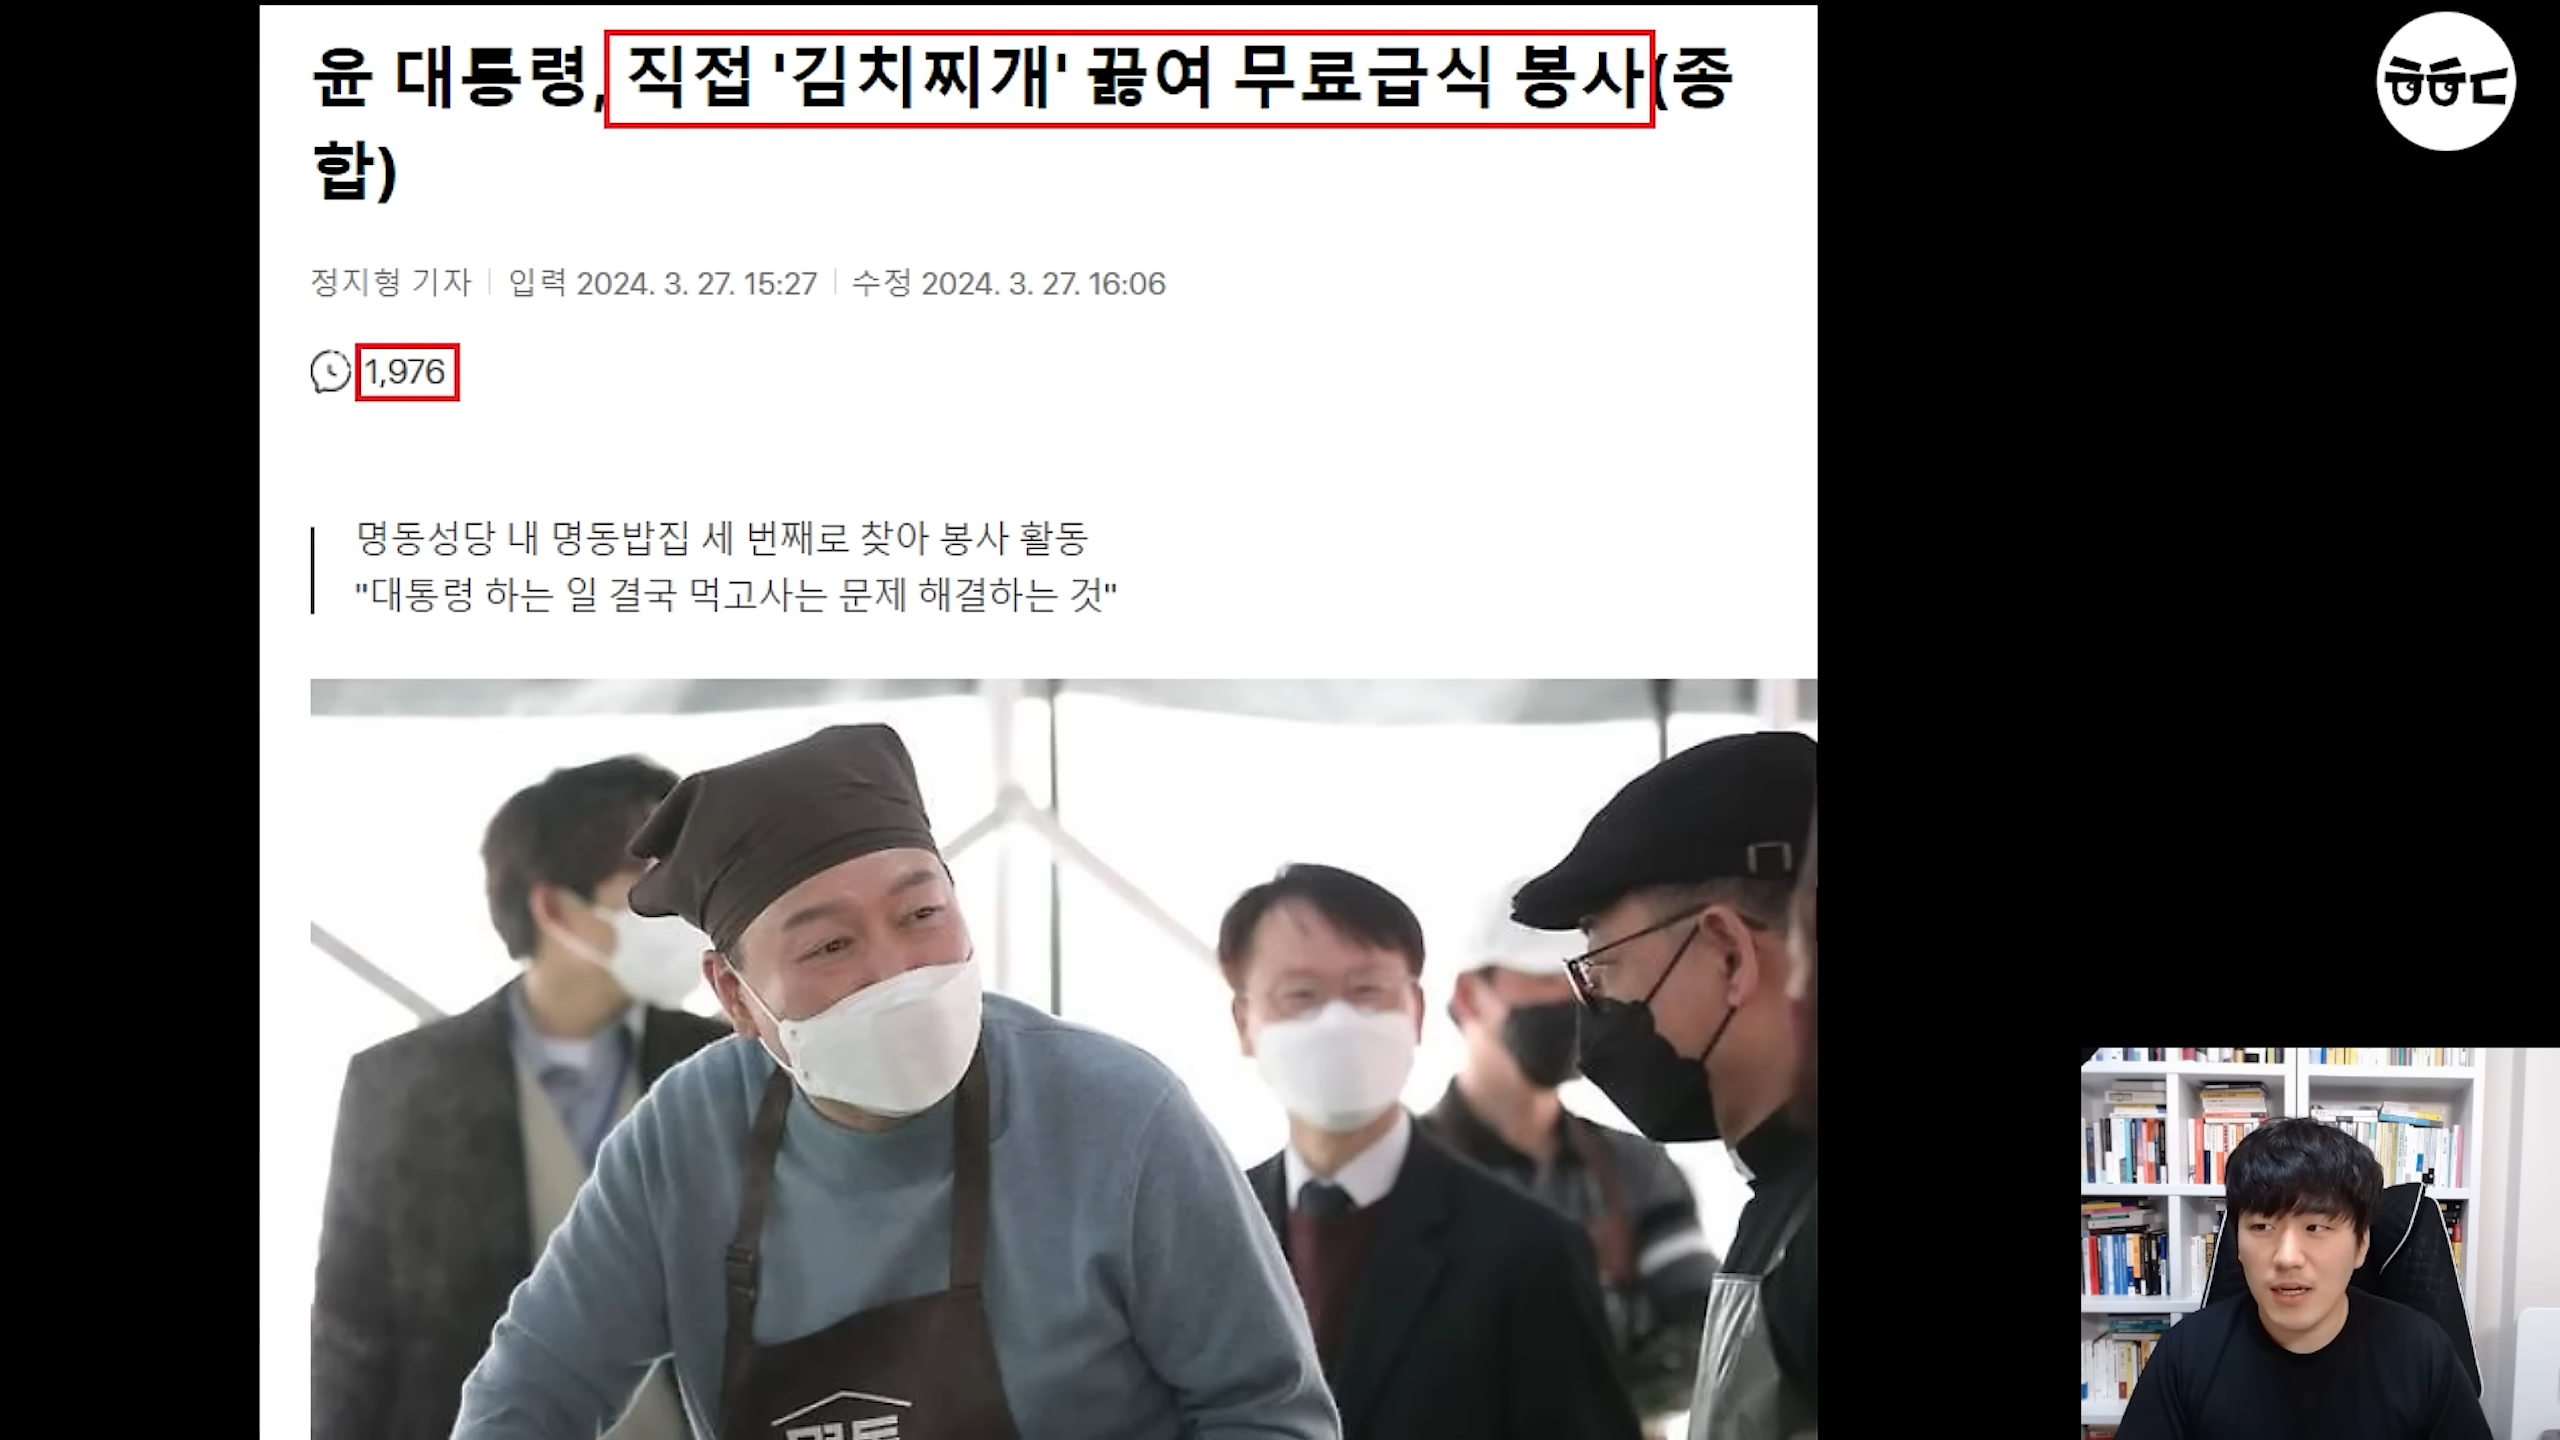 윤 대통령, 직접 '김치찌개' 끓여 무료급식 봉사(종
합)
정지형 기자 입력 2024. 3. 27. 15:27 수정 2024. 3. 27. 16:06
1,976
명동성당 내 명동밥집 세 번째로 찾아 봉사 활동
"대통령 하는 일 결국 먹고사는 문제 해결하는 것"
ㅎㅎㄷ